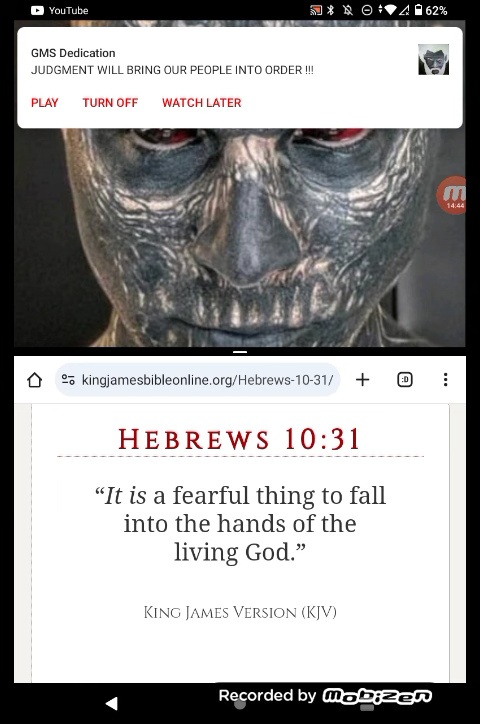 YouTube
62%
GMS Dedication
JUDGMENT WILL BRING OUR PEOPLE INTO ORDER !!!
PLAY TURN OFF WATCH LATER
14:44
kingjamesbibleonline.org/Hebrews-10-31/
:D
HEBREWS 10:31
“It is a fearful thing to fall
into the hands of the
living God.”
KING JAMES VERSION (KJV)
Recorded by Mobizen